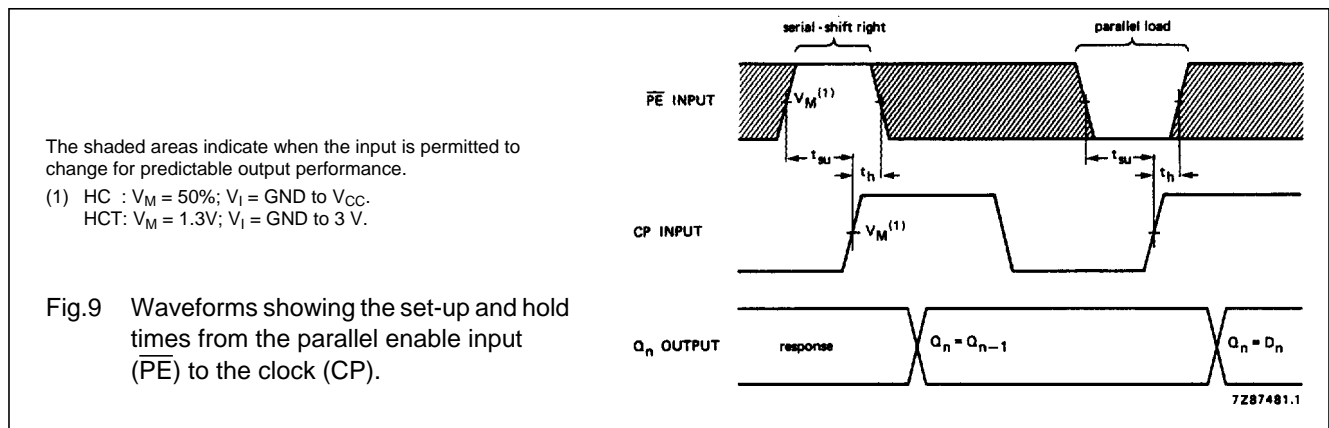 The shaded areas indicate when the input is permitted to
change for predictable output performance.
(1) HC : VM = 50%; VI = GND to VCC.
HCT: VM = 1.3V; VI = GND to 3 V.
Fig.9 Waveforms showing the set-up and hold
times from the parallel enable input
(P̅E̅) to the clock (CP).
serial-shift right
parallel load
P̅E̅ INPUT
VM(1)
tsu
th
tsu
th
CP INPUT
VM(1)
Qn OUTPUT
response
Qn = Qn−1
Qn = Dn
7Z87481.1